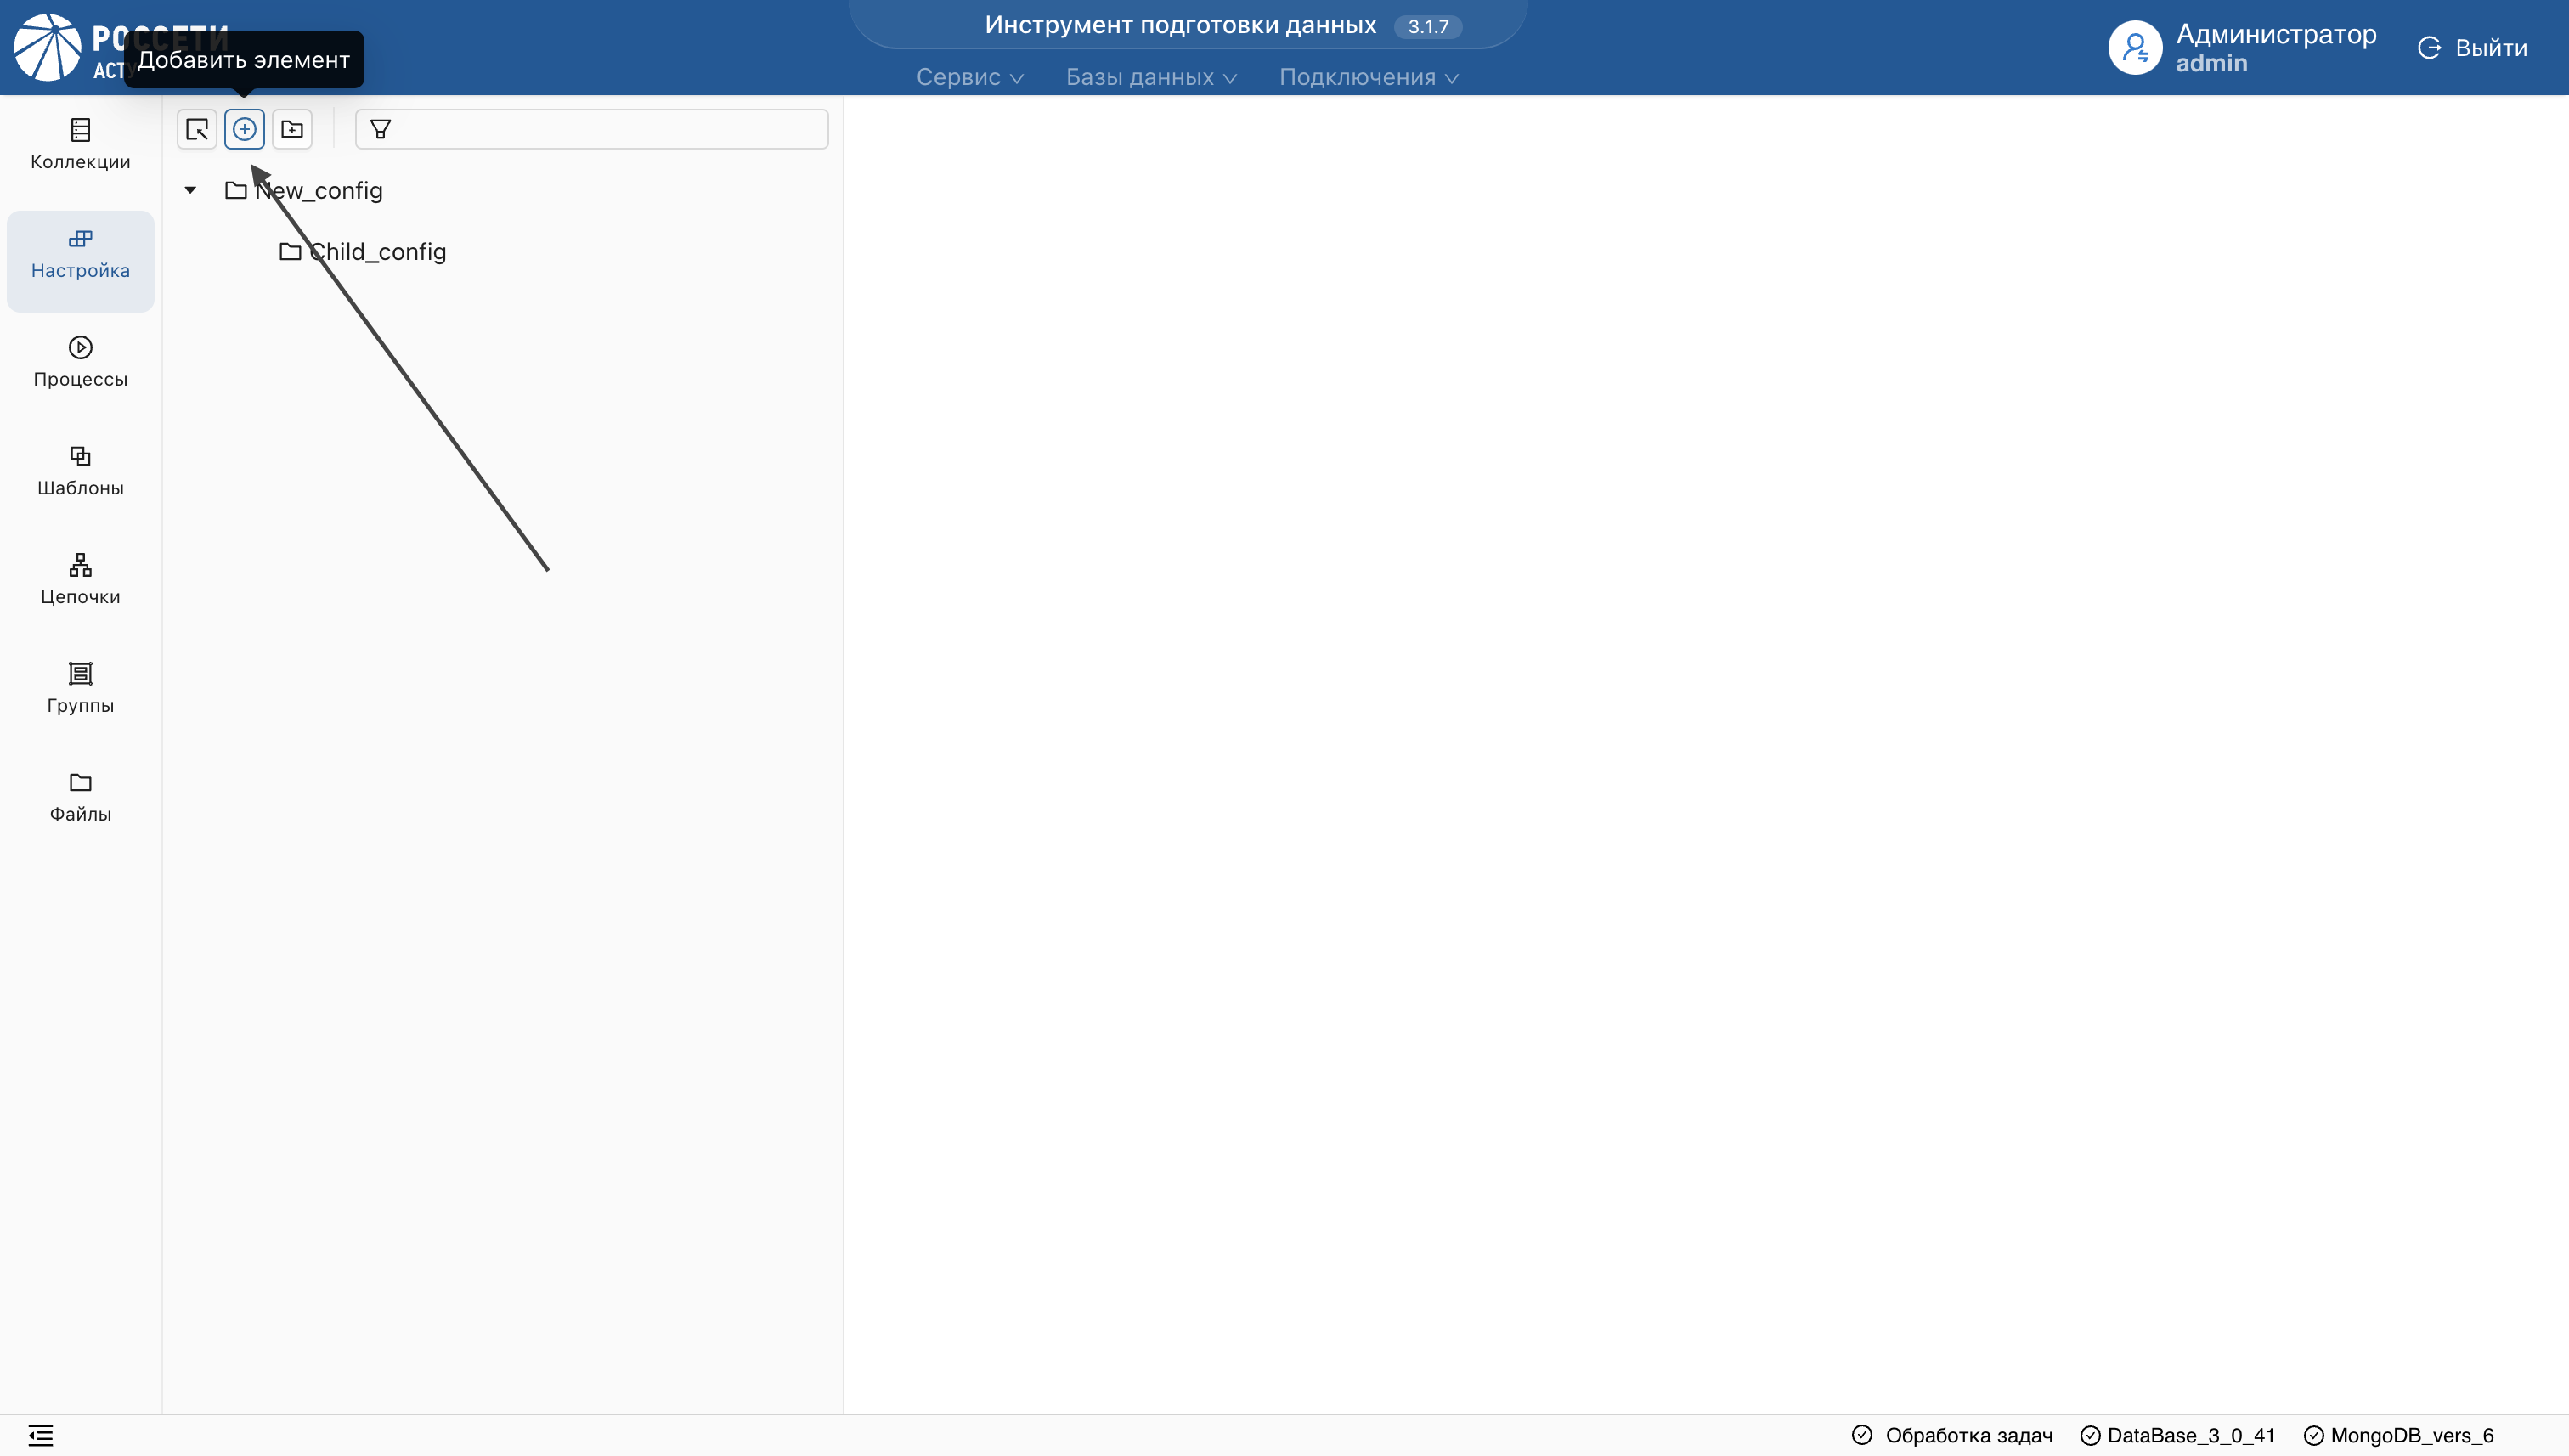 РОССЕТИ
Добавить элемент
Инструмент подготовки данных 3.1.7
Сервис Базы данных Подключения
Администратор
admin
Выйти
Коллекции
Настройка
Процессы
Шаблоны
Цепочки
Группы
Файлы
New_config
Child_config
Обработка задач DataBase_3_0_41 MongoDB_vers_6